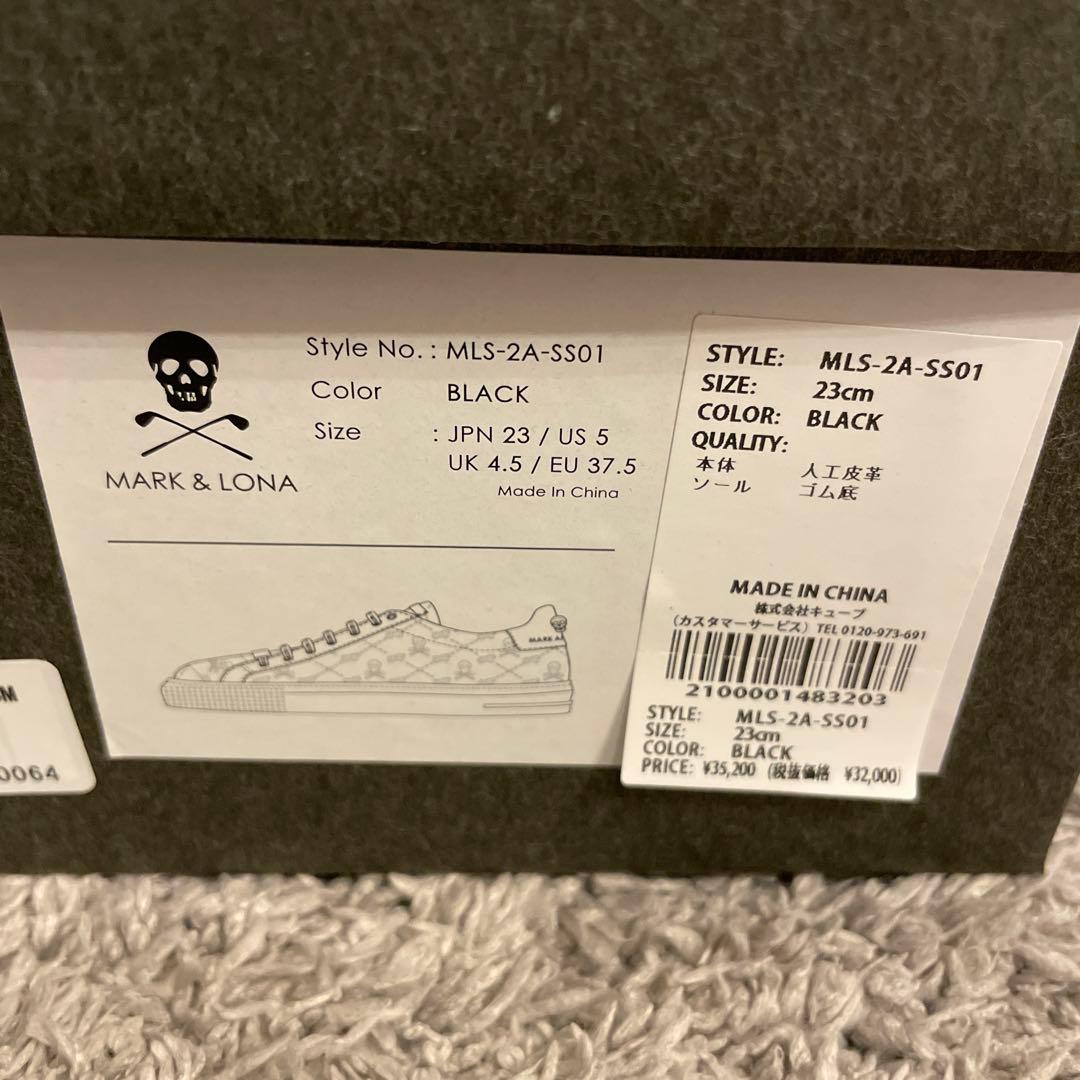 Style No. : MLS-2A-SS01
Color BLACK
Size : JPN 23 / US 5
UK 4.5 / EU 37.5
Made In China
MARK & LONA
MARK &
STYLE: MLS-2A-SS01
SIZE: 23cm
COLOR: BLACK
QUALITY:
本体 人工皮革
ソール ゴム底
MADE IN CHINA
株式会社キューブ
(カスタマーサービス) TEL 0120-973-691
2100001483203
STYLE: MLS-2A-SS01
SIZE: 23cm
COLOR: BLACK
PRICE: ¥35,200 (税抜価格 ¥32,000)
0064